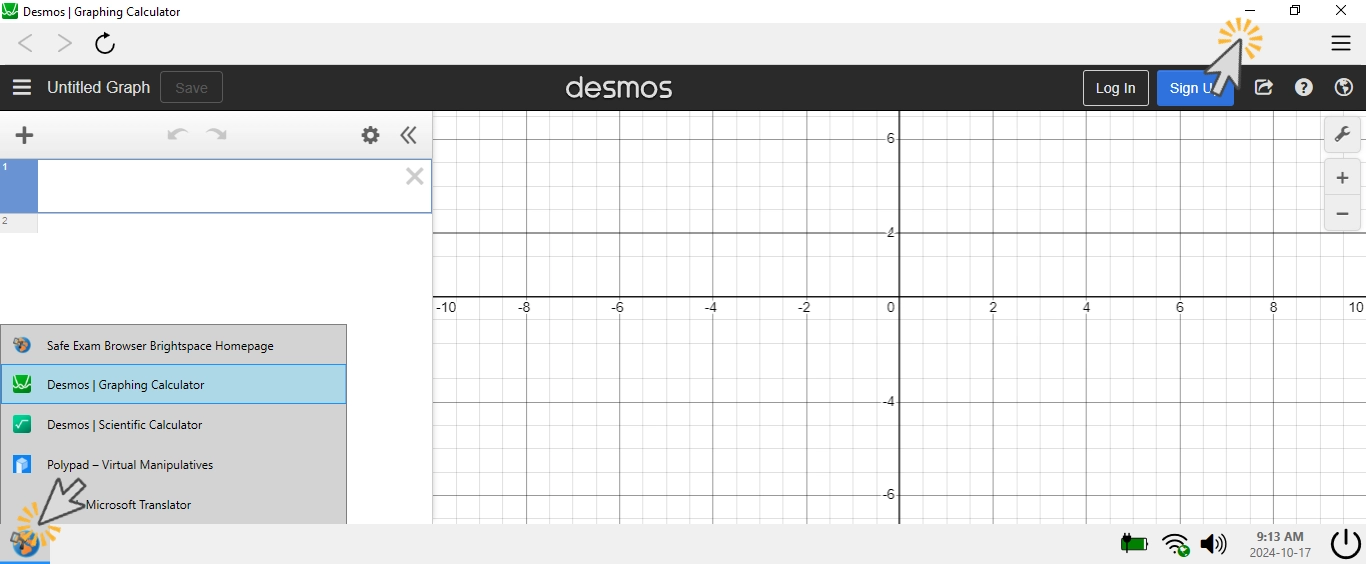 Desmos | Graphing Calculator
Untitled Graph Save desmos Log In Sign
1
2
6
4
-10 -8 -6 -4 -2 0 2 4 6 8 10
-4
-6
Safe Exam Browser Brightspace Homepage
Desmos | Graphing Calculator
Desmos | Scientific Calculator
Polypad – Virtual Manipulatives
Microsoft Translator
9:13 AM
2024-10-17